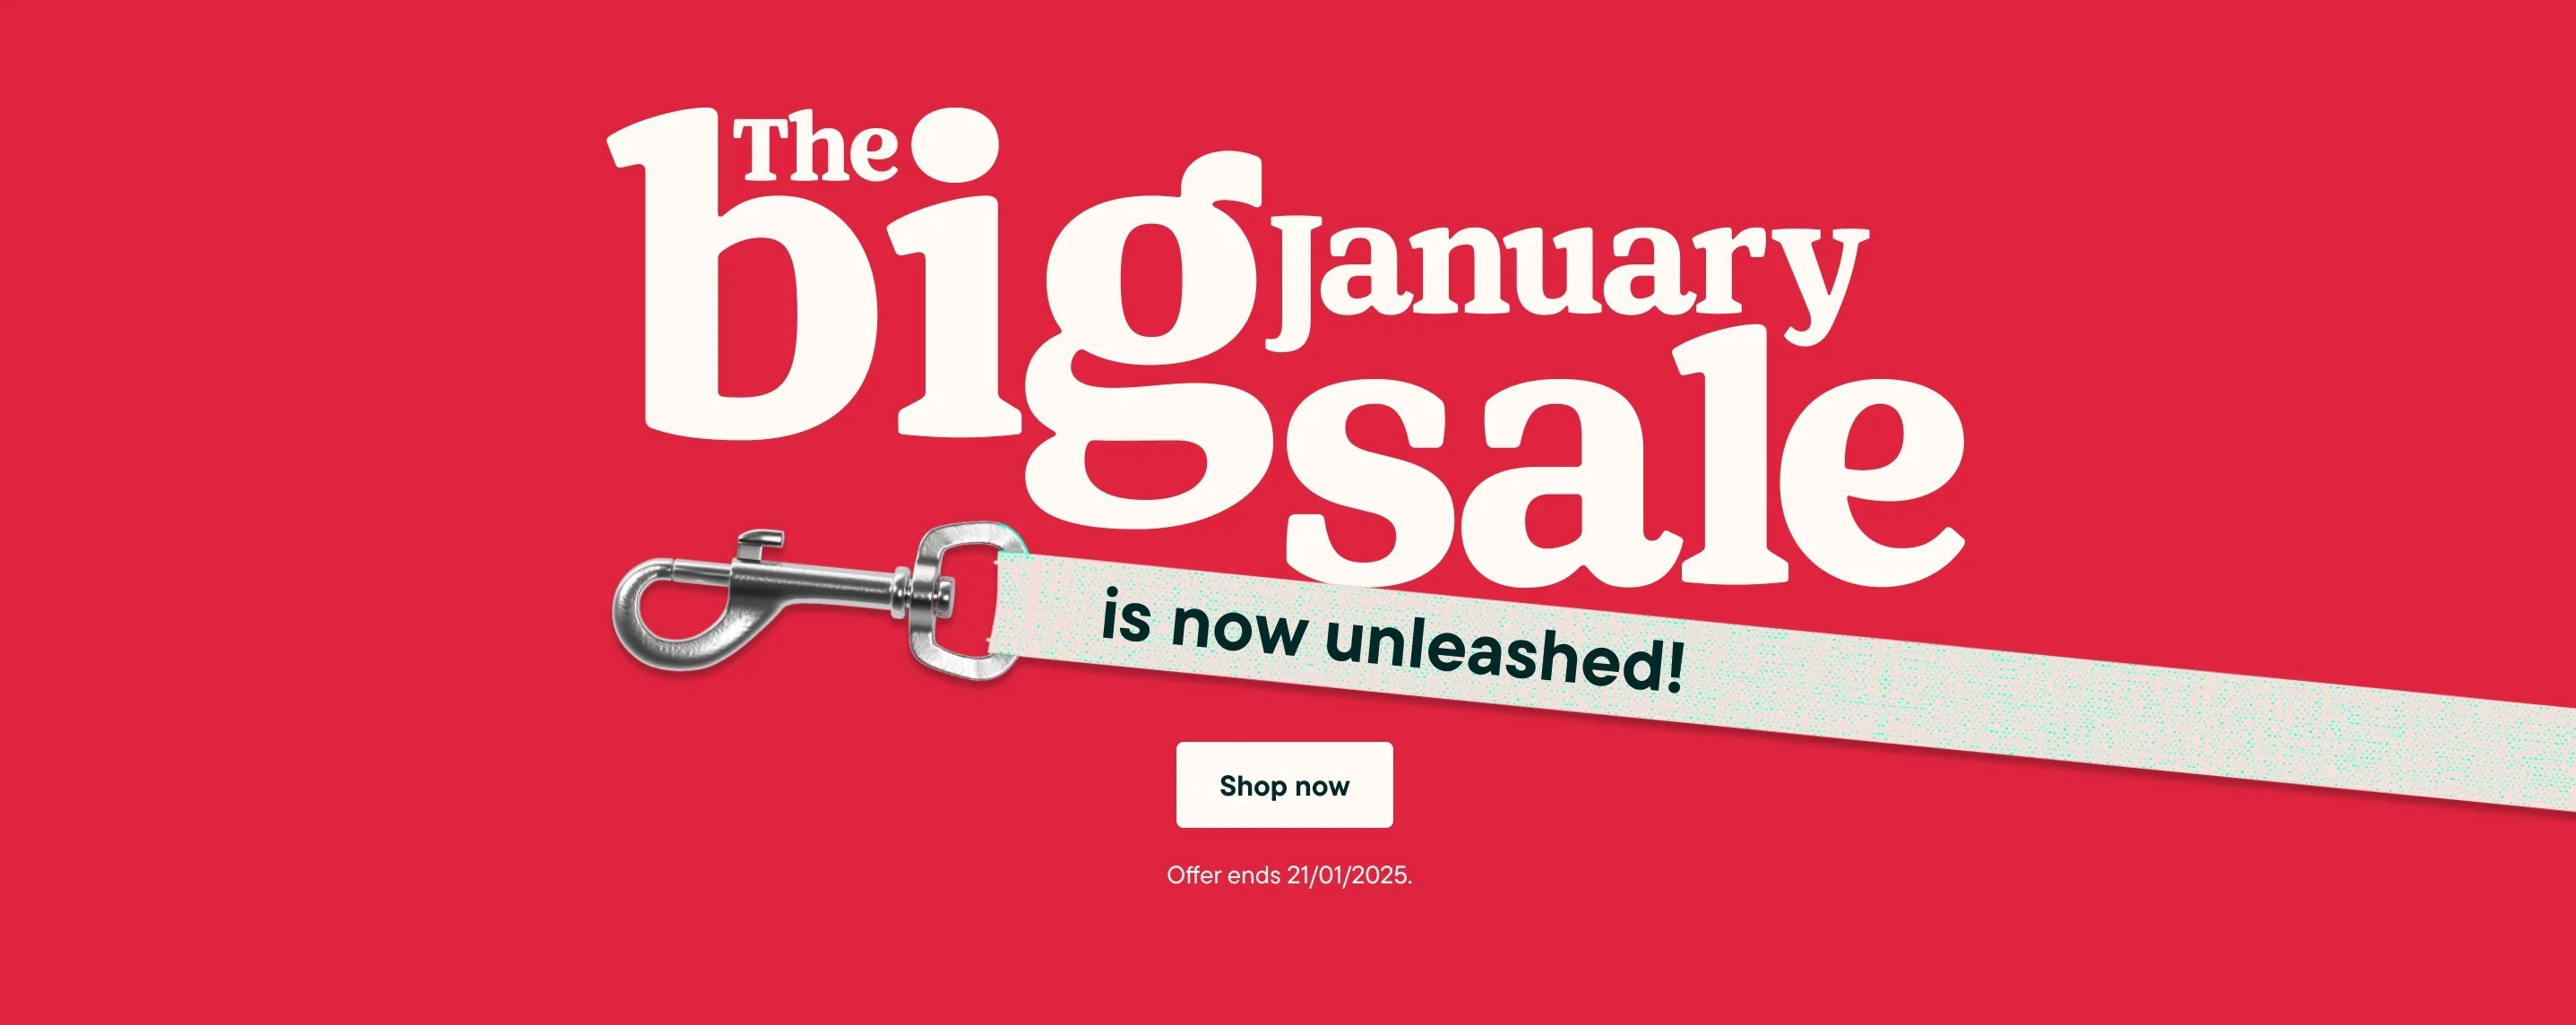 The
big
January
sale
is now unleashed!
Shop now
Offer ends 21/01/2025.